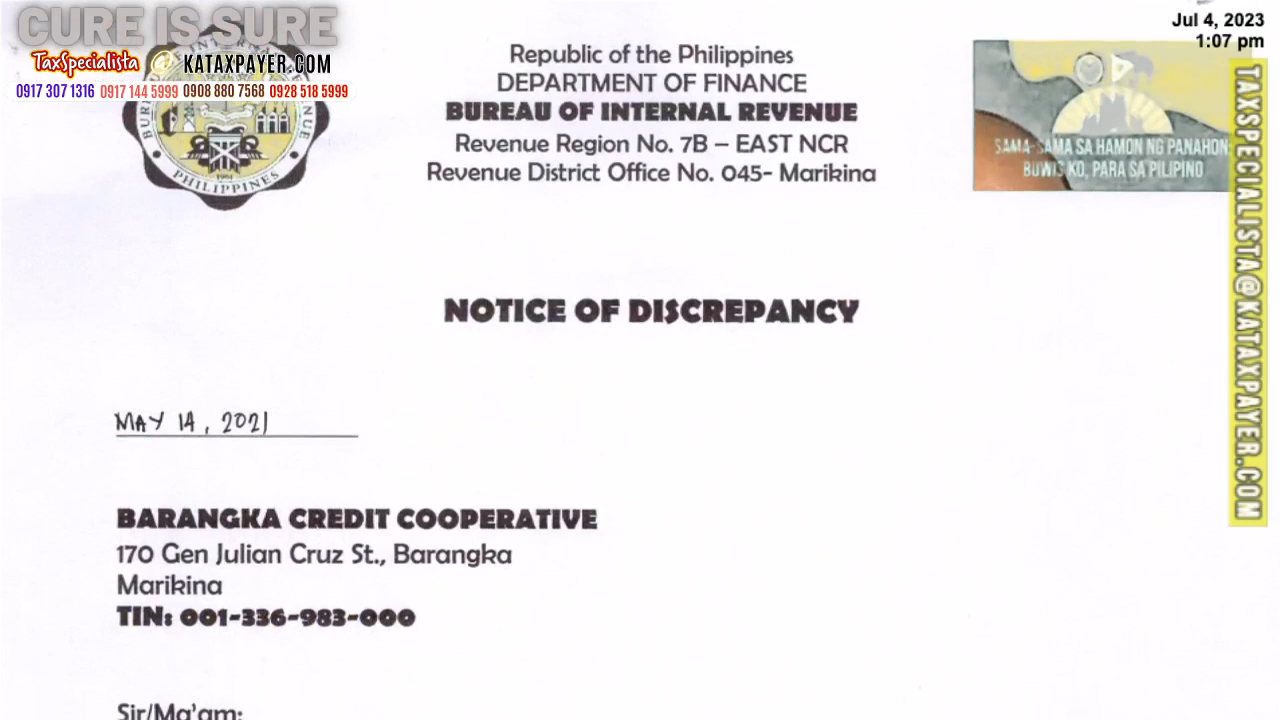 CURE IS SURE
TaxSpecialista @ KATAXPAYER.COM
0917 307 1316 0917 144 5999 0908 880 7568 0928 518 5999
PHILIPPINES
Republic of the Philippines
DEPARTMENT OF FINANCE
BUREAU OF INTERNAL REVENUE
Revenue Region No. 7B – EAST NCR
Revenue District Office No. 045- Marikina
Jul 4, 2023
1:07 pm
SAMA-SAMA SA HAMON NG PANAHON
BUWIS KO, PARA SA PILIPINO
TAXSPECIALISTA@KATAXPAYER.COM
NOTICE OF DISCREPANCY
MAY 14, 2021
BARANGKA CREDIT COOPERATIVE
170 Gen Julian Cruz St., Barangka
Marikina
TIN: 001-336-983-000
Sir/Ma'am: